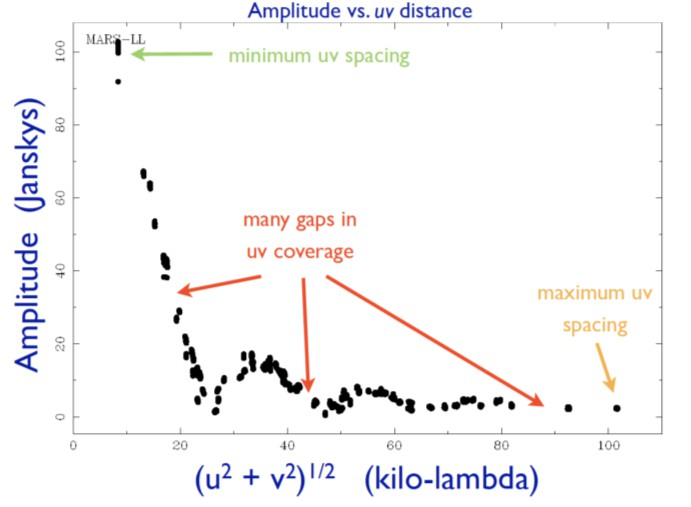 Amplitude vs. uv distance
MARS-LL
minimum uv spacing
many gaps in
uv coverage
maximum uv
spacing
Amplitude (Janskys)
100
80
60
40
20
0
0 20 40 60 80 100
(u² + v²)¹/² (kilo-lambda)